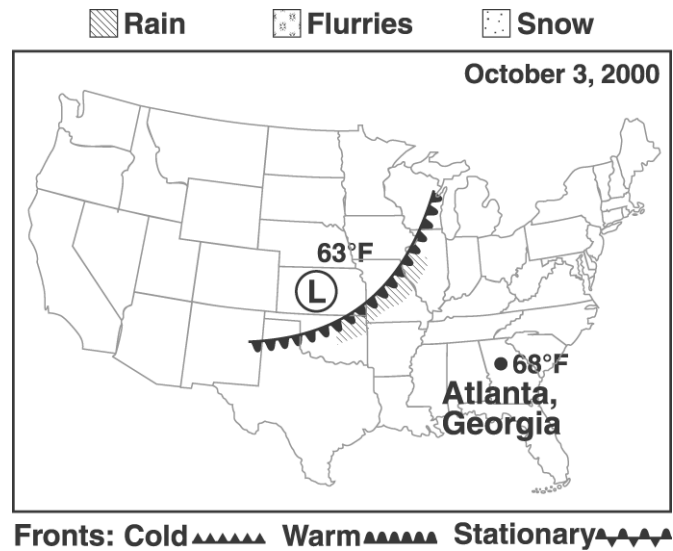 Rain Flurries Snow
October 3, 2000
63°F
L
68°F
Atlanta,
Georgia
Fronts: Cold Warm Stationary